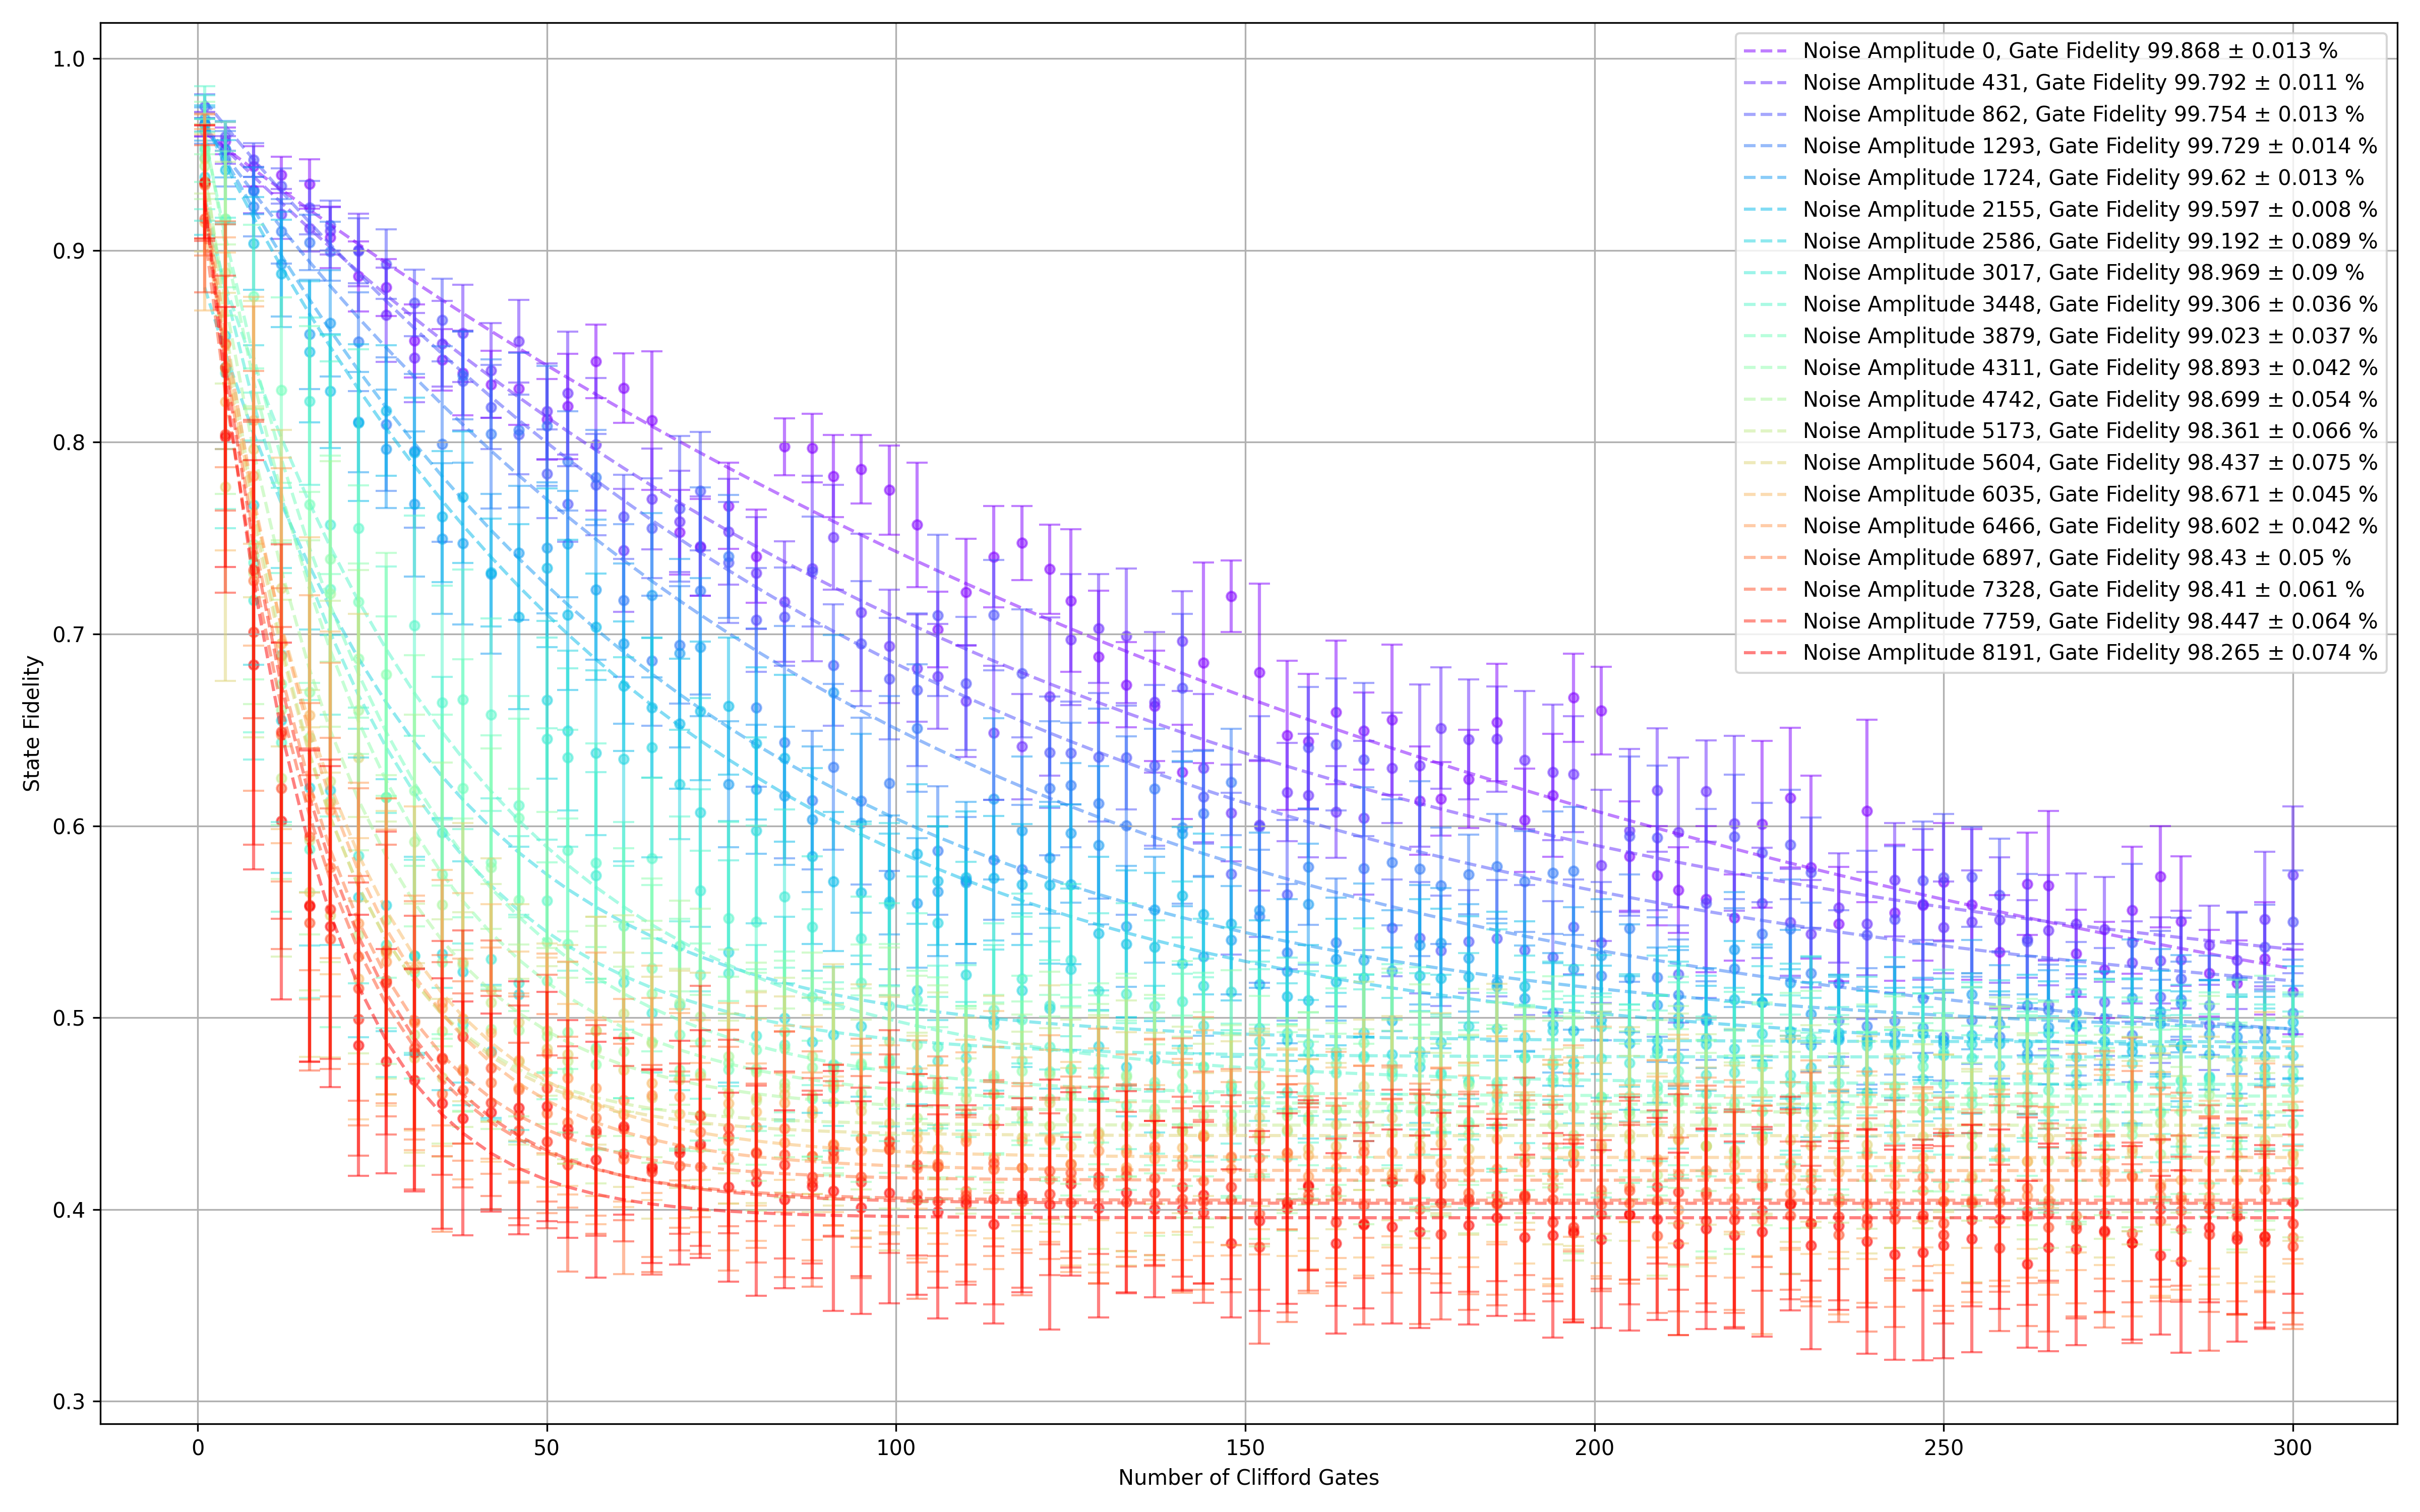 1.0
0.9
0.8
0.7
0.6
0.5
0.4
0.3
State Fidelity
0
50
100
150
200
250
300
Number of Clifford Gates
Noise Amplitude 0, Gate Fidelity 99.868 ± 0.013 %
Noise Amplitude 431, Gate Fidelity 99.792 ± 0.011 %
Noise Amplitude 862, Gate Fidelity 99.754 ± 0.013 %
Noise Amplitude 1293, Gate Fidelity 99.729 ± 0.014 %
Noise Amplitude 1724, Gate Fidelity 99.62 ± 0.013 %
Noise Amplitude 2155, Gate Fidelity 99.597 ± 0.008 %
Noise Amplitude 2586, Gate Fidelity 99.192 ± 0.089 %
Noise Amplitude 3017, Gate Fidelity 98.969 ± 0.09 %
Noise Amplitude 3448, Gate Fidelity 99.306 ± 0.036 %
Noise Amplitude 3879, Gate Fidelity 99.023 ± 0.037 %
Noise Amplitude 4311, Gate Fidelity 98.893 ± 0.042 %
Noise Amplitude 4742, Gate Fidelity 98.699 ± 0.054 %
Noise Amplitude 5173, Gate Fidelity 98.361 ± 0.066 %
Noise Amplitude 5604, Gate Fidelity 98.437 ± 0.075 %
Noise Amplitude 6035, Gate Fidelity 98.671 ± 0.045 %
Noise Amplitude 6466, Gate Fidelity 98.602 ± 0.042 %
Noise Amplitude 6897, Gate Fidelity 98.43 ± 0.05 %
Noise Amplitude 7328, Gate Fidelity 98.41 ± 0.061 %
Noise Amplitude 7759, Gate Fidelity 98.447 ± 0.064 %
Noise Amplitude 8191, Gate Fidelity 98.265 ± 0.074 %